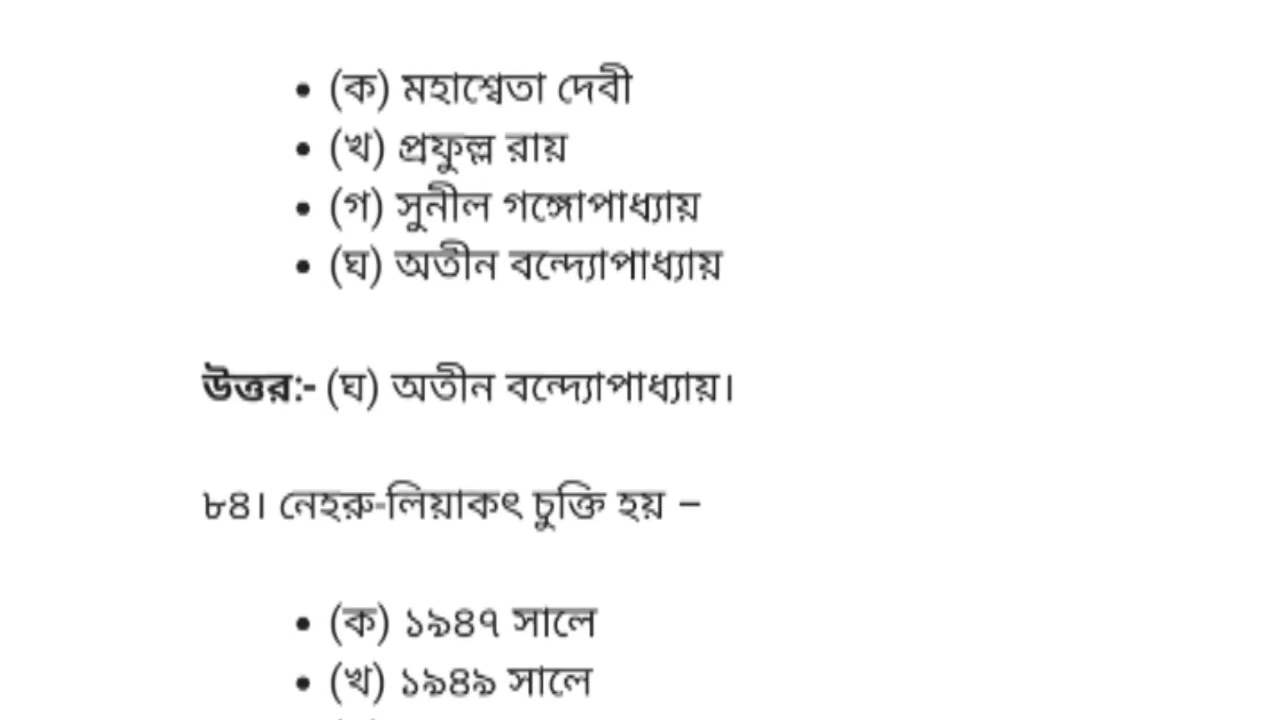 • (ক) মহাশ্বেতা দেবী
• (খ) প্রফুল্ল রায়
• (গ) সুনীল গঙ্গোপাধ্যায়
• (ঘ) অতীন বন্দ্যোপাধ্যায়
উত্তর:- (ঘ) অতীন বন্দ্যোপাধ্যায়।
৮৪। নেহরু-লিয়াকৎ চুক্তি হয় –
• (ক) ১৯৪৭ সালে
• (খ) ১৯৪৯ সালে